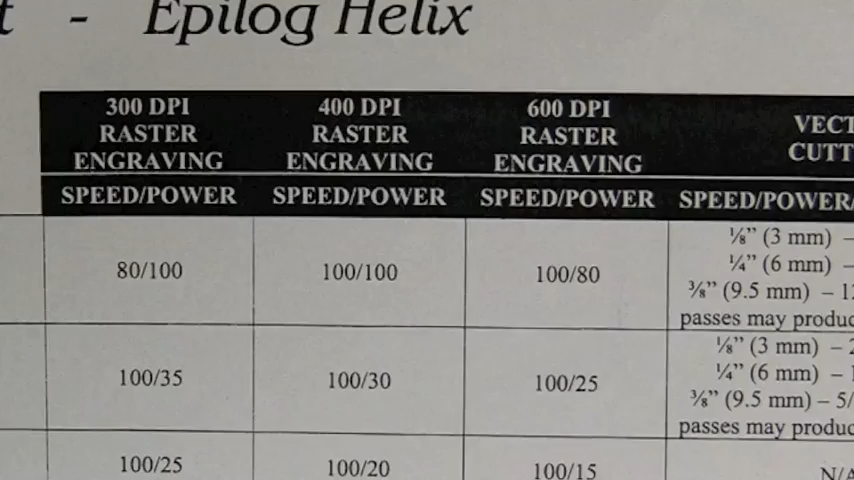 - Epilog Helix
300 DPI RASTER ENGRAVING
400 DPI RASTER ENGRAVING
600 DPI RASTER ENGRAVING
SPEED/POWER SPEED/POWER SPEED/POWER SPEED/POWER/
80/100 100/100 100/80
⅛” (3 mm) –
¼” (6 mm) –
⅜” (9.5 mm) –
passes may
100/35 100/30 100/25
⅛” (3 mm) – 2
¼” (6 mm) –
⅜” (9.5 mm) – 5/
passes may
100/25 100/20 100/15 N/A